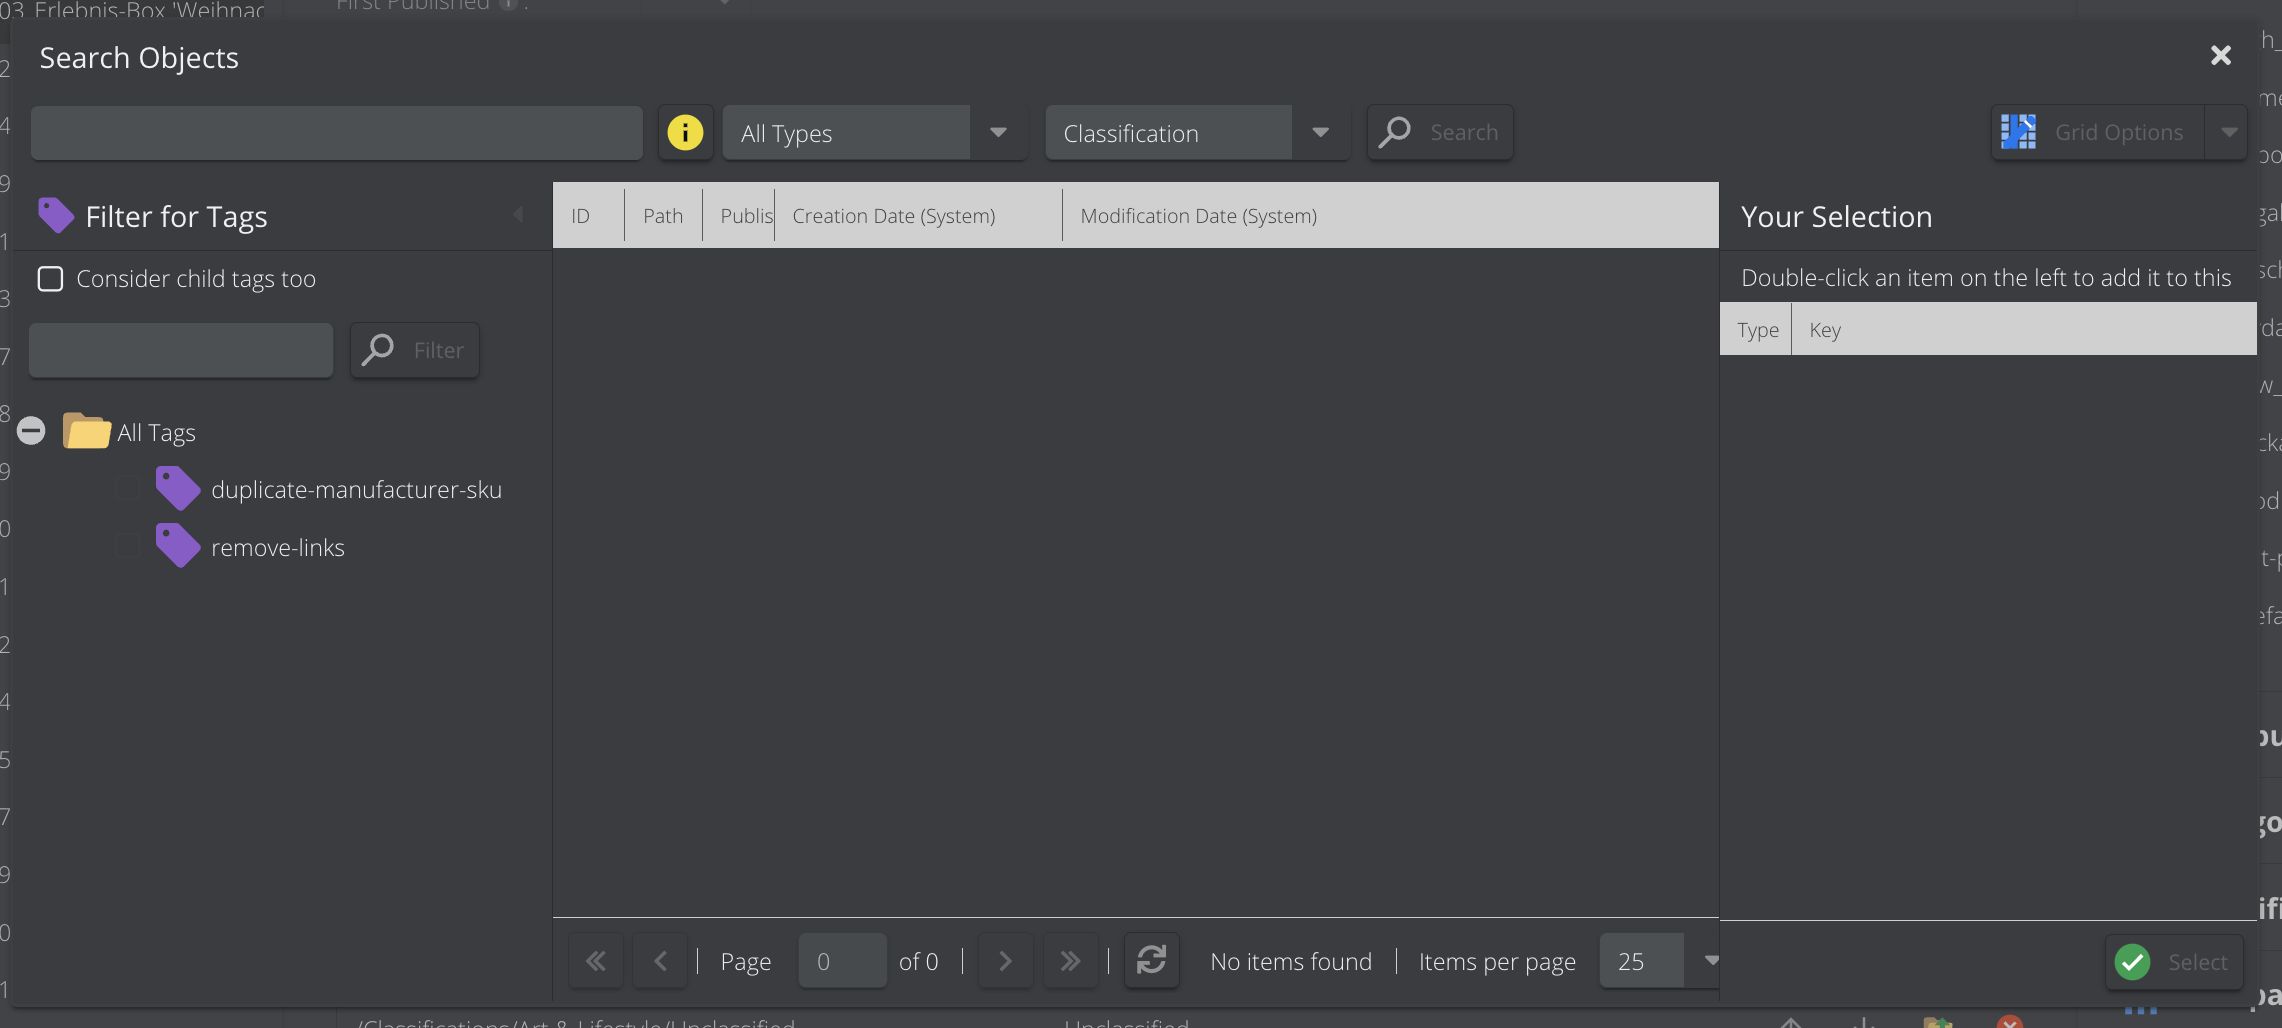 03 Erlebnis-Box 'Weihnac
First Published
Search Objects
All Types
Classification
Search
Grid Options
Filter for Tags
ID
Path
Publis
Creation Date (System)
Modification Date (System)
Your Selection
Consider child tags too
Double-click an item on the left to add it to this
Type
Key
Filter
All Tags
duplicate-manufacturer-sku
remove-links
Page
0
of 0
No items found
Items per page
25
Select
/Classifications/Art & Lifestyle/Unclassified
Unclassified